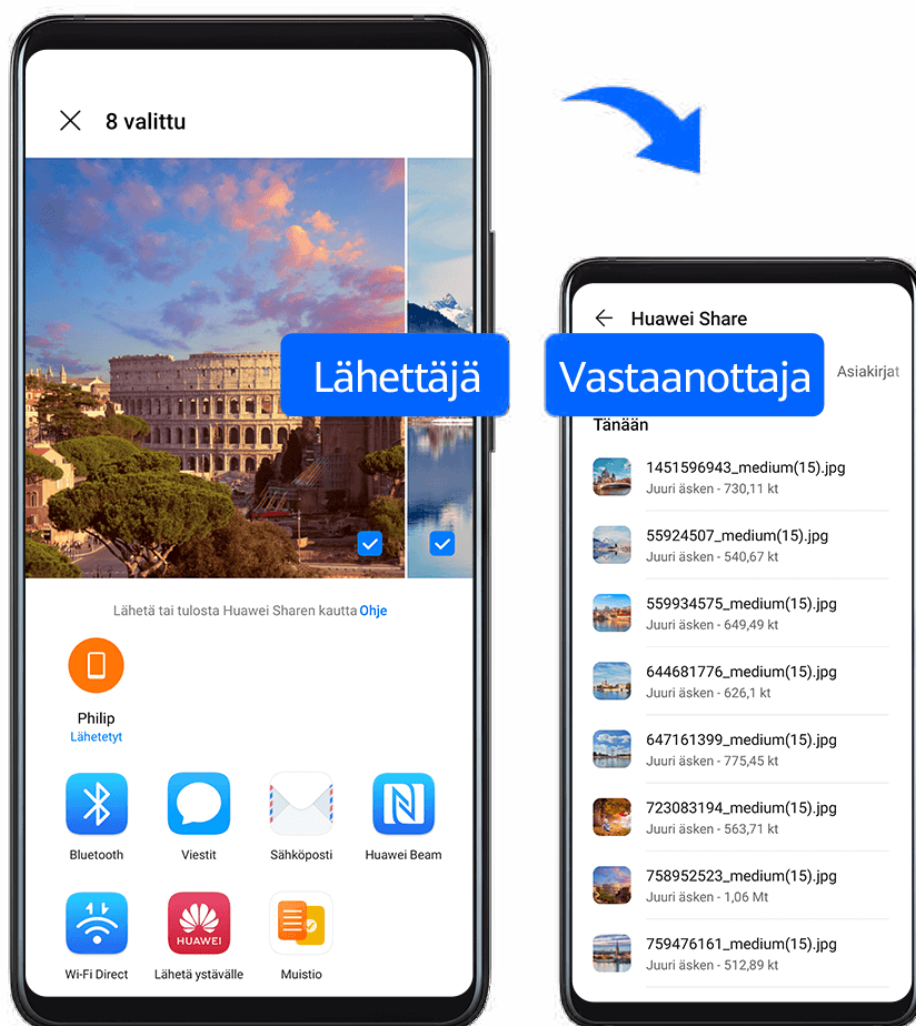 8 valittu
Lähettäjä
Lähetä tai tulosta Huawei Sharen kautta Ohje
Philip
Lähetetyt
Bluetooth
Viestit
Sähköposti
Huawei Beam
HUAWEI
Wi-Fi Direct
Lähetä ystävälle
Muistio
Huawei Share
Vastaanottaja
Asiakirjat
Tänään
1451596943_medium(15).jpg
Juuri äsken - 730,11 kt
55924507_medium(15).jpg
Juuri äsken - 540,67 kt
559934575_medium(15).jpg
Juuri äsken - 649,49 kt
644681776_medium(15).jpg
Juuri äsken - 626,1 kt
647161399_medium(15).jpg
Juuri äsken - 775,45 kt
723083194_medium(15).jpg
Juuri äsken - 563,71 kt
758952523_medium(15).jpg
Juuri äsken - 1,06 Mt
759476161_medium(15).jpg
Juuri äsken - 512,89 kt